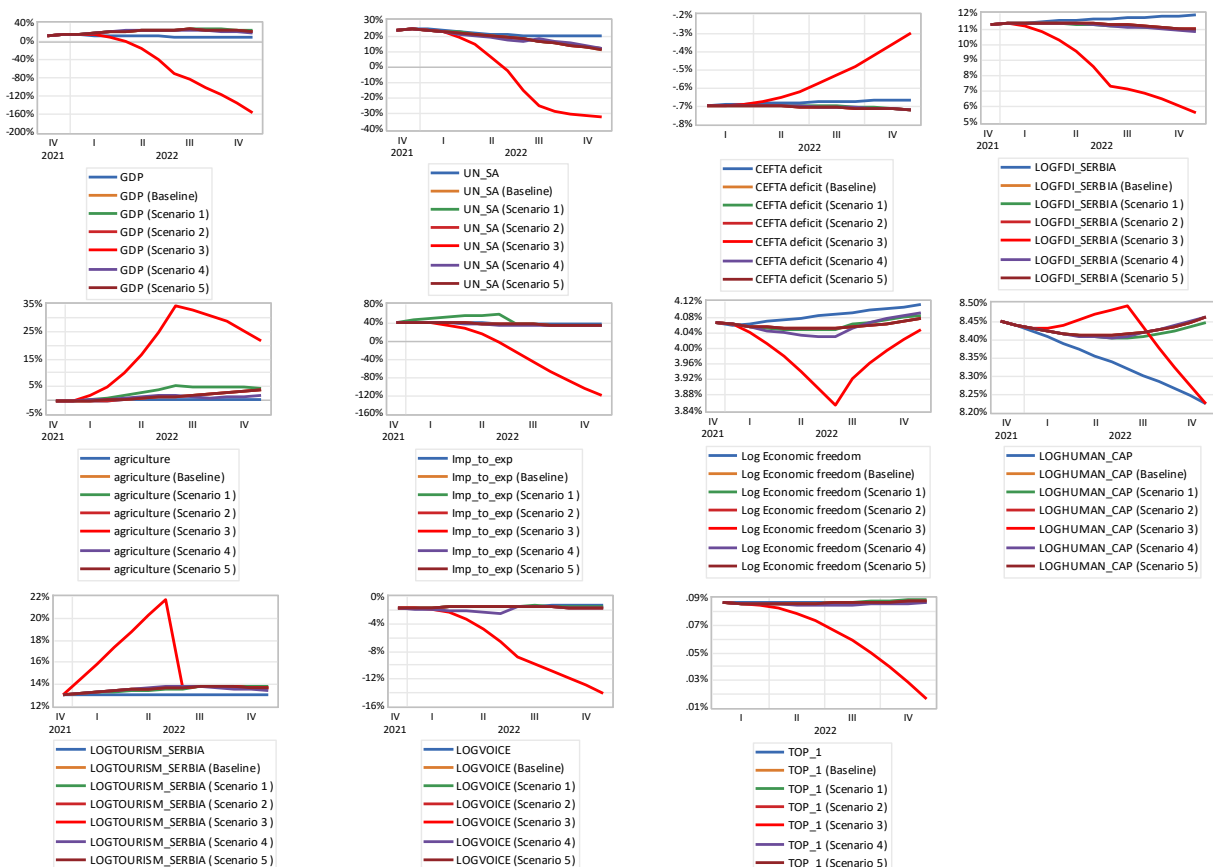 40%
0%
-40%
-80%
-120%
-160%
-200%
IV
I
II
III
IV
2021
2022
GDP
GDP (Baseline)
GDP (Scenario 1)
GDP (Scenario 2)
GDP (Scenario 3)
GDP (Scenario 4)
GDP (Scenario 5)
30%
20%
10%
0%
-10%
-20%
-30%
-40%
IV
I
II
III
IV
2021
2022
UN_SA
UN_SA (Baseline)
UN_SA (Scenario 1)
UN_SA (Scenario 2)
UN_SA (Scenario 3)
UN_SA (Scenario 4)
UN_SA (Scenario 5)
-.2%
-.3%
-.4%
-.5%
-.6%
-.7%
-.8%
I
II
III
IV
2022
CEFTA deficit
CEFTA deficit (Baseline)
CEFTA deficit (Scenario 1)
CEFTA deficit (Scenario 2)
CEFTA deficit (Scenario 3)
CEFTA deficit (Scenario 4)
CEFTA deficit (Scenario 5)
12%
11%
10%
9%
8%
7%
6%
5%
IV
I
II
III
IV
2021
2022
LOGFDI_SERBIA
LOGFDI_SERBIA (Baseline)
LOGFDI_SERBIA (Scenario 1)
LOGFDI_SERBIA (Scenario 2)
LOGFDI_SERBIA (Scenario 3)
LOGFDI_SERBIA (Scenario 4)
LOGFDI_SERBIA (Scenario 5)
35%
25%
15%
5%
-5%
IV
I
II
III
IV
2021
2022
agriculture
agriculture (Baseline)
agriculture (Scenario 1)
agriculture (Scenario 2)
agriculture (Scenario 3)
agriculture (Scenario 4)
agriculture (Scenario 5)
80%
40%
0%
-40%
-80%
-120%
-160%
IV
I
II
III
IV
2021
2022
Imp_to_exp
Imp_to_exp (Baseline)
Imp_to_exp (Scenario 1)
Imp_to_exp (Scenario 2)
Imp_to_exp (Scenario 3)
Imp_to_exp (Scenario 4)
Imp_to_exp (Scenario 5)
4.12%
4.08%
4.04%
4.00%
3.96%
3.92%
3.88%
3.84%
IV
I
II
III
IV
2021
2022
Log Economic freedom
Log Economic freedom (Baseline)
Log Economic freedom (Scenario 1)
Log Economic freedom (Scenario 2)
Log Economic freedom (Scenario 3)
Log Economic freedom (Scenario 4)
Log Economic freedom (Scenario 5)
8.50%
8.45%
8.40%
8.35%
8.30%
8.25%
8.20%
IV
I
II
III
IV
2021
2022
LOGHUMAN_CAP
LOGHUMAN_CAP (Baseline)
LOGHUMAN_CAP (Scenario 1)
LOGHUMAN_CAP (Scenario 2)
LOGHUMAN_CAP (Scenario 3)
LOGHUMAN_CAP (Scenario 4)
LOGHUMAN_CAP (Scenario 5)
22%
20%
18%
16%
14%
12%
IV
I
II
III
IV
2021
2022
LOGTOURISM_SERBIA
LOGTOURISM_SERBIA (Baseline)
LOGTOURISM_SERBIA (Scenario 1)
LOGTOURISM_SERBIA (Scenario 2)
LOGTOURISM_SERBIA (Scenario 3)
LOGTOURISM_SERBIA (Scenario 4)
LOGTOURISM_SERBIA (Scenario 5)
0%
-4%
-8%
-12%
-16%
IV
I
II
III
IV
2021
2022
LOGVOICE
LOGVOICE (Baseline)
LOGVOICE (Scenario 1)
LOGVOICE (Scenario 2)
LOGVOICE (Scenario 3)
LOGVOICE (Scenario 4)
LOGVOICE (Scenario 5)
.09%
.07%
.05%
.03%
.01%
I
II
III
IV
2022
TOP_1
TOP_1 (Baseline)
TOP_1 (Scenario 1)
TOP_1 (Scenario 2)
TOP_1 (Scenario 3)
TOP_1 (Scenario 4)
TOP_1 (Scenario 5)